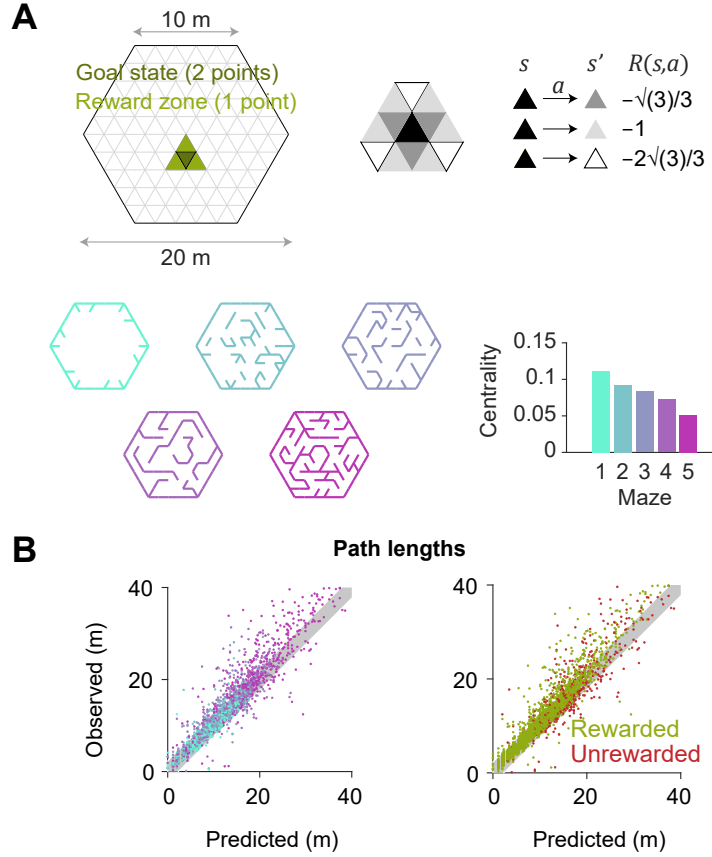 A
10 m
Goal state (2 points)
Reward zone (1 point)
20 m
s a s’ R(s,a)
−√(3)/3
−1
−2√(3)/3
Centrality
0.15
0.1
0.05
0
1 2 3 4 5
Maze
B
Path lengths
Observed (m)
40
20
0
0 20 40
Predicted (m)
40
20
0
Rewarded
Unrewarded
0 20 40
Predicted (m)